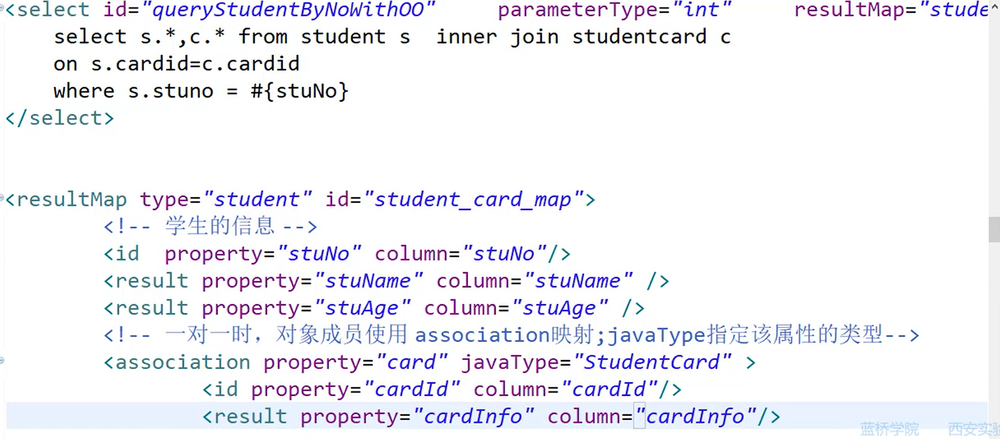 <select id="queryStudentByNoWithOO" parameterType="int" resultMap="stude
select s.*,c.* from student s inner join studentcard c
on s.cardid=c.cardid
where s.stuno = #{stuNo}
</select>
<resultMap type="student" id="student_card_map">
<!-- 学生的信息 -->
<id property="stuNo" column="stuNo"/>
<result property="stuName" column="stuName" />
<result property="stuAge" column="stuAge" />
<!-- 一对一时，对象成员使用 association映射;javaType指定该属性的类型-->
<association property="card" javaType="StudentCard" >
<id property="cardId" column="cardId"/>
<result property="cardInfo" column="cardInfo"/>
蓝桥学院 西安实验